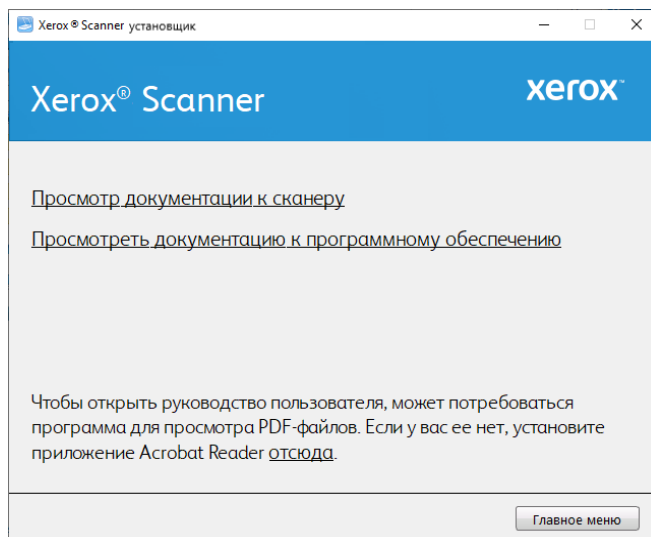 Xerox ® Scanner установщик
Xerox® Scanner
xerox™
Просмотр документации к сканеру
Просмотреть документацию к программному обеспечению
Чтобы открыть руководство пользователя, может потребоваться
программа для просмотра PDF-файлов. Если у вас ее нет, установите
приложение Acrobat Reader отсюда.
Главное меню